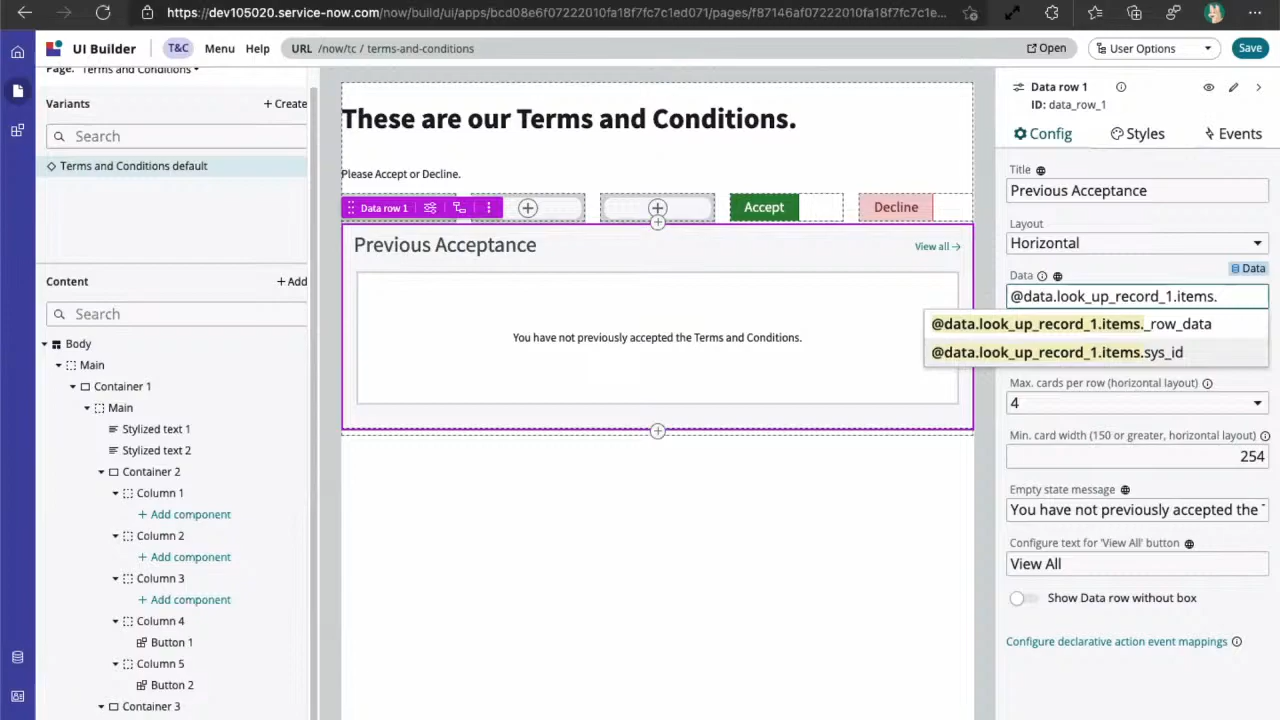 https://dev105020.service-now.com/now/build/ui/apps/bcd08e6f07222010fa18f7fc7c1ed071/pages/f87146af07222010fa18f7fc7c1e...
UI Builder
T&C
Menu
Help
URL /now/tc / terms-and-conditions
Open
User Options
Save
Page: Terms and Conditions
Variants
+ Create
Search
Terms and Conditions default
Content
+ Add
Search
Body
Main
Container 1
Main
Stylized text 1
Stylized text 2
Container 2
Column 1
+ Add component
Column 2
+ Add component
Column 3
+ Add component
Column 4
Button 1
Column 5
Button 2
Container 3
These are our Terms and Conditions.
Please Accept or Decline.
Data row 1
Accept
Decline
Previous Acceptance
View all
You have not previously accepted the Terms and Conditions.
Data row 1
ID: data_row_1
Config
Styles
Events
Title
Previous Acceptance
Layout
Horizontal
Data
Data
@data.look_up_record_1.items.
@data.look_up_record_1.items._row_data
@data.look_up_record_1.items.sys_id
Max. cards per row (horizontal layout)
4
Min. card width (150 or greater, horizontal layout)
254
Empty state message
You have not previously accepted the
Configure text for 'View All' button
View All
Show Data row without box
Configure declarative action event mappings